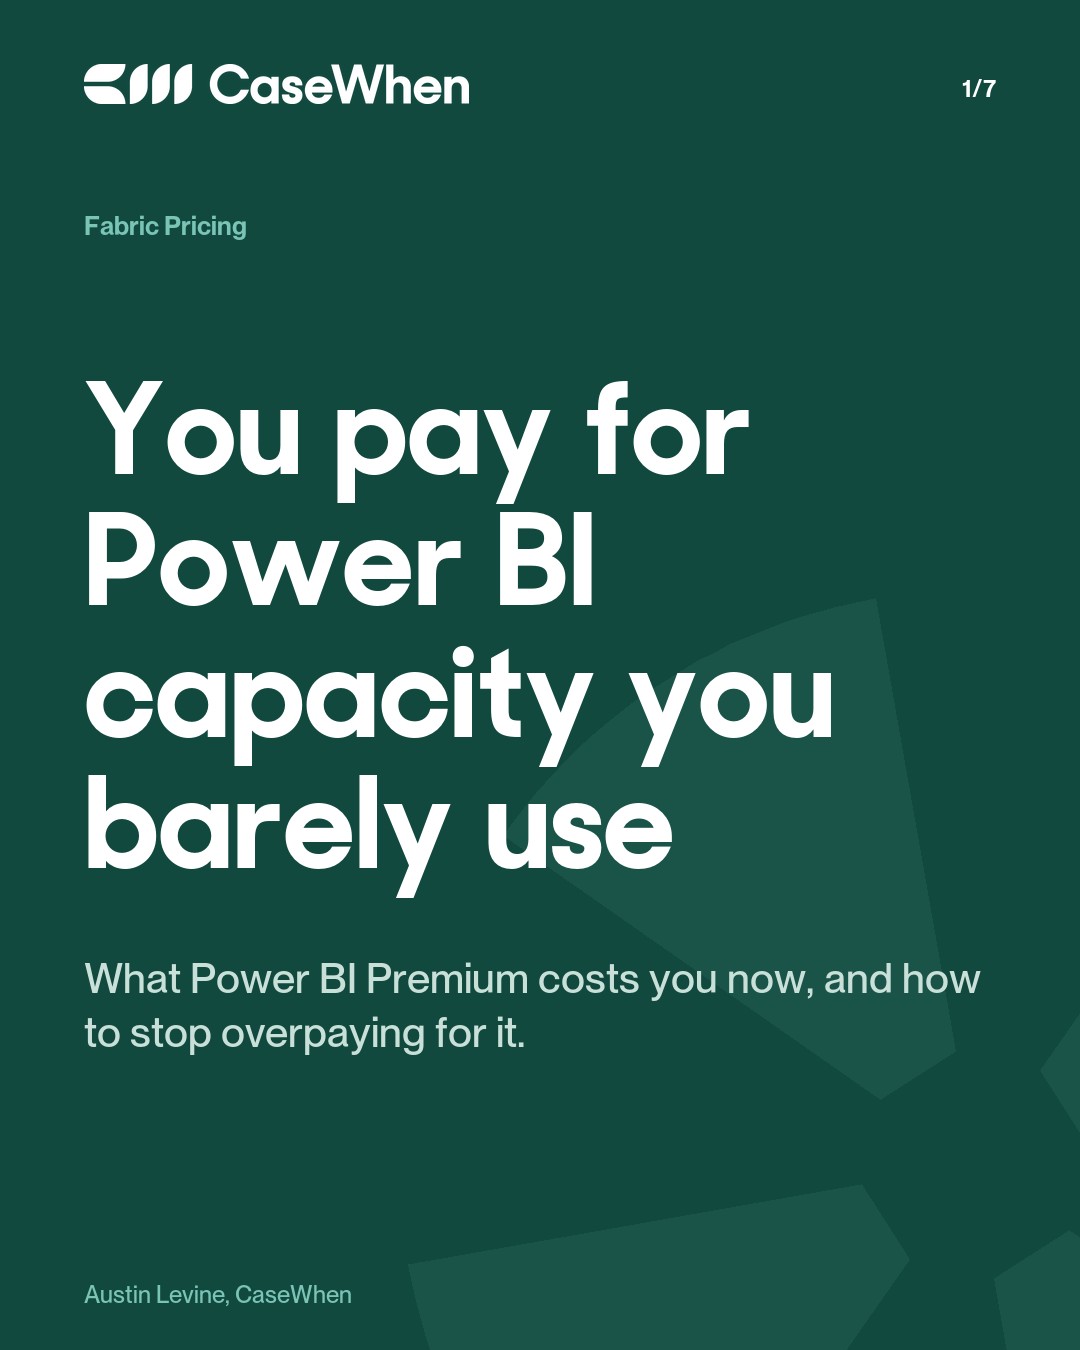 CaseWhen
1/7
Fabric Pricing
You pay for
Power BI
capacity you
barely use
What Power BI Premium costs you now, and how
to stop overpaying for it.
Austin Levine, CaseWhen